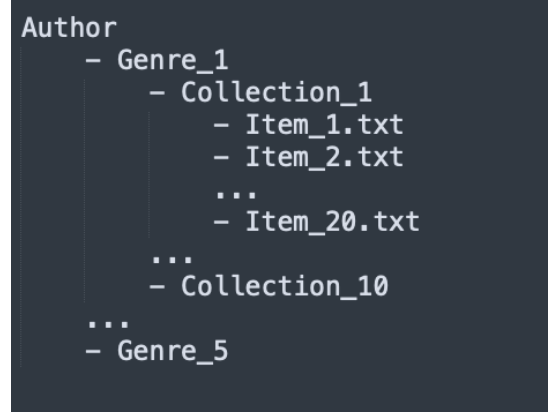 Author
- Genre_1
- Collection_1
- Item_1.txt
- Item_2.txt
...
- Item_20.txt
...
- Collection_10
...
- Genre_5